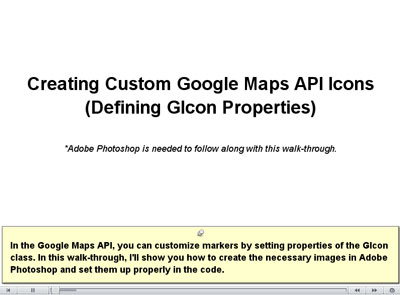 Creating Custom Google Maps API Icons
(Defining GIcon Properties)
*Adobe Photoshop is needed to follow along with this walk-through.
In the Google Maps API, you can customize markers by setting properties of the GIcon
class. In this walk-through, I'll show you how to create the necessary images in Adobe
Photoshop and set them up properly in the code.